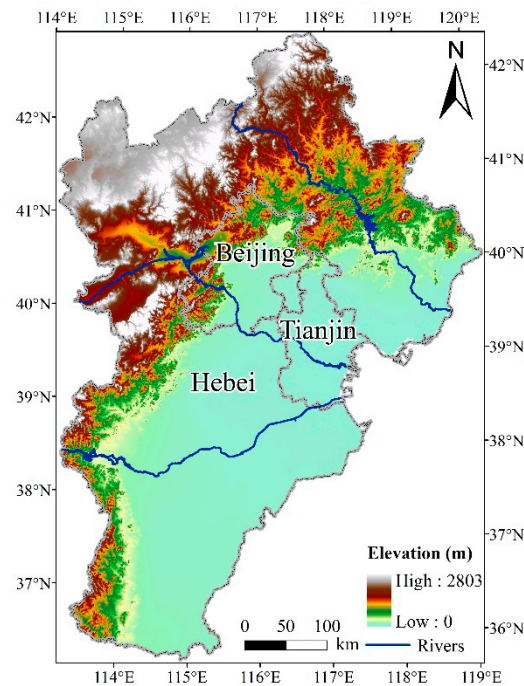 114°E 115°E 116°E 117°E 118°E 119°E 120°E
N
42°N
42°N
41°N
41°N
40°N
40°N
39°N
39°N
38°N
38°N
37°N
37°N
36°N
Beijing
Tianjin
Hebei
Elevation (m)
High : 2803
Low : 0
Rivers
0 50 100
km
114°E 115°E 116°E 117°E 118°E 119°E